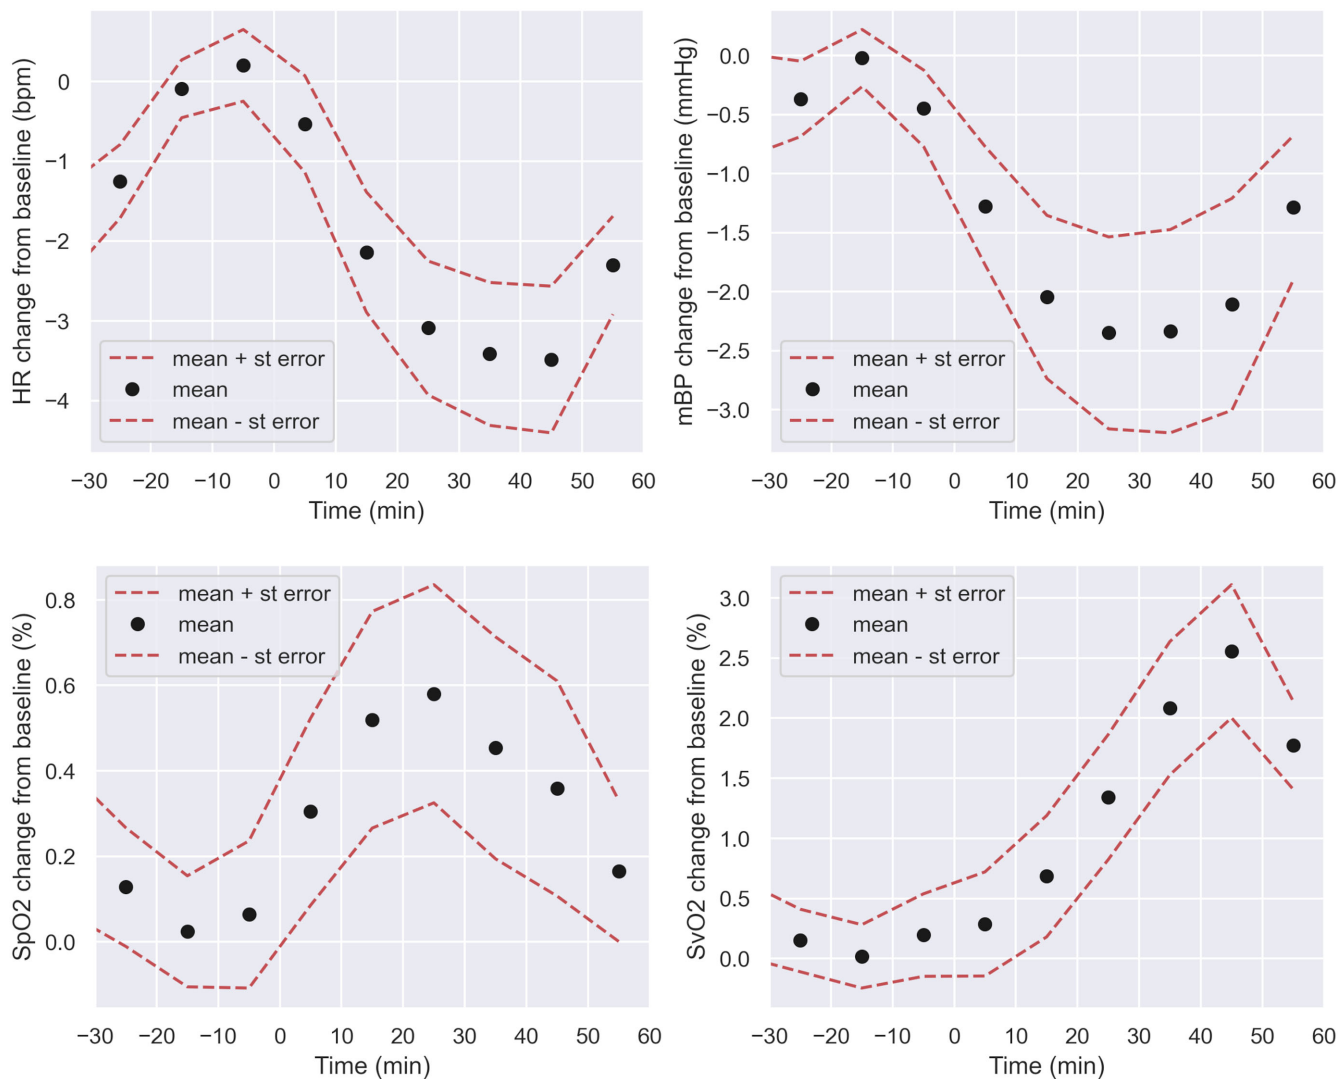 HR change from baseline (bpm)
0
−1
−2
−3
−4
mean + st error
mean
mean - st error
−30 −20 −10 0 10 20 30 40 50 60
Time (min)
mBP change from baseline (mmHg)
0.0
−0.5
−1.0
−1.5
−2.0
−2.5
−3.0
mean + st error
mean
mean - st error
−30 −20 −10 0 10 20 30 40 50 60
Time (min)
SpO2 change from baseline (%)
0.8
0.6
0.4
0.2
0.0
mean + st error
mean
mean - st error
−30 −20 −10 0 10 20 30 40 50 60
Time (min)
SvO2 change from baseline (%)
3.0
2.5
2.0
1.5
1.0
0.5
0.0
mean + st error
mean
mean - st error
−30 −20 −10 0 10 20 30 40 50 60
Time (min)